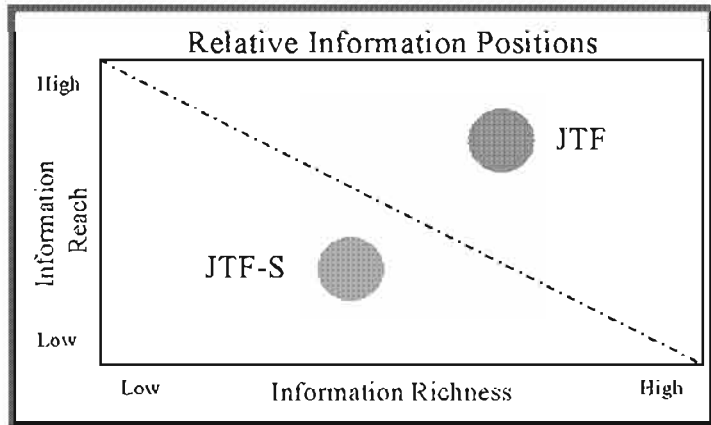 Relative Information Positions
High
JTF
Information
Reach
JTF-S
Low
Low
Information Richness
High